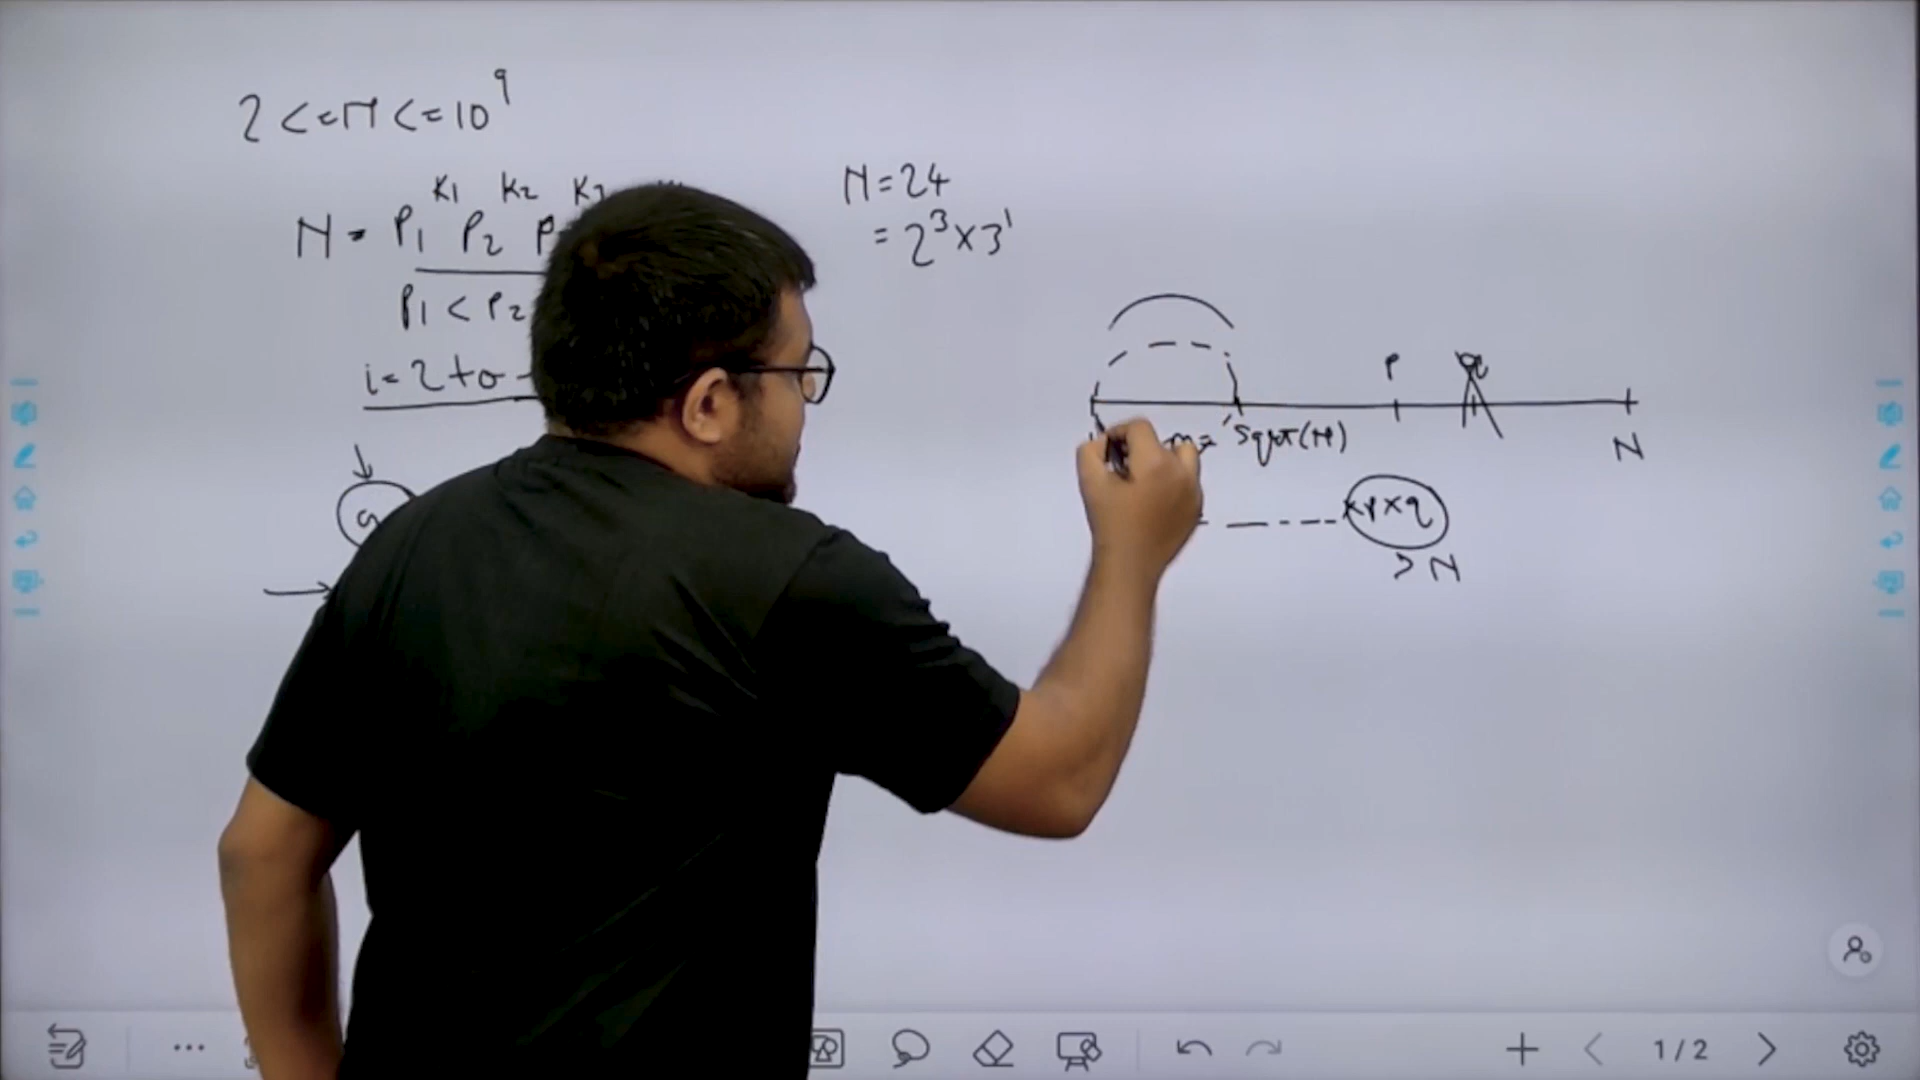 2 <= N <= 10^9
K1 K2
N = P1 P2 P
P1 < P2
i = 2 to
N = 24
= 2^3 x 3^1
P q
m = sqrt(N) N
x p x q
> N
1 / 2